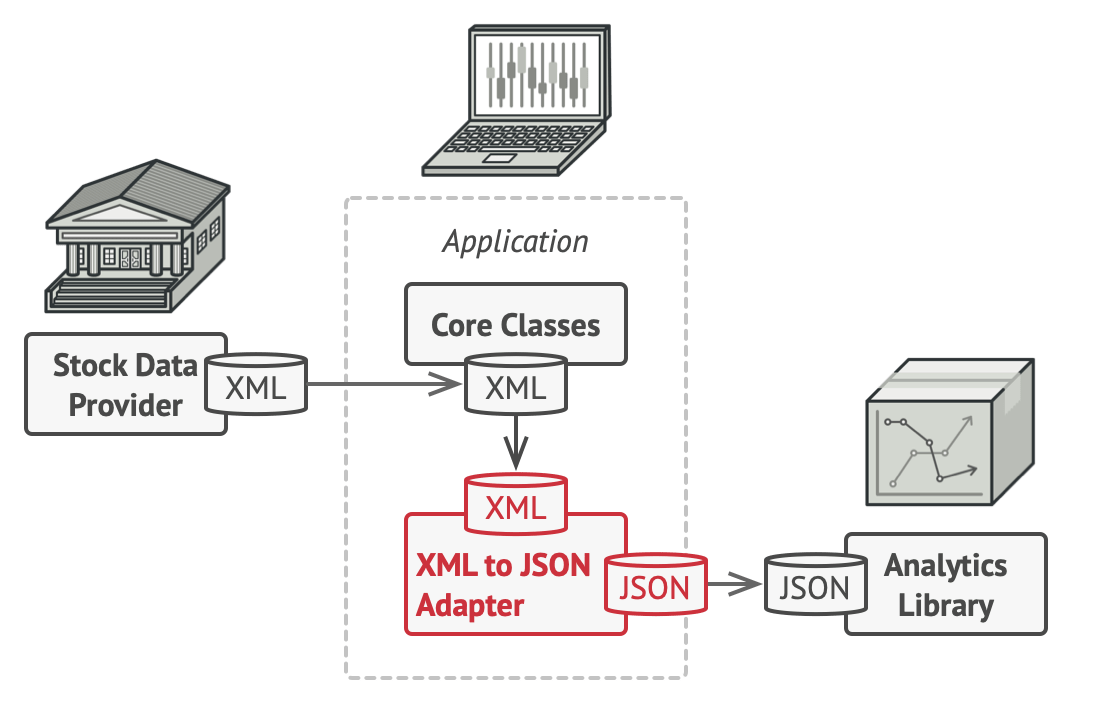 Application
Core Classes
Stock Data
Provider
XML
XML
XML
XML to JSON
Adapter
JSON
JSON
Analytics
Library